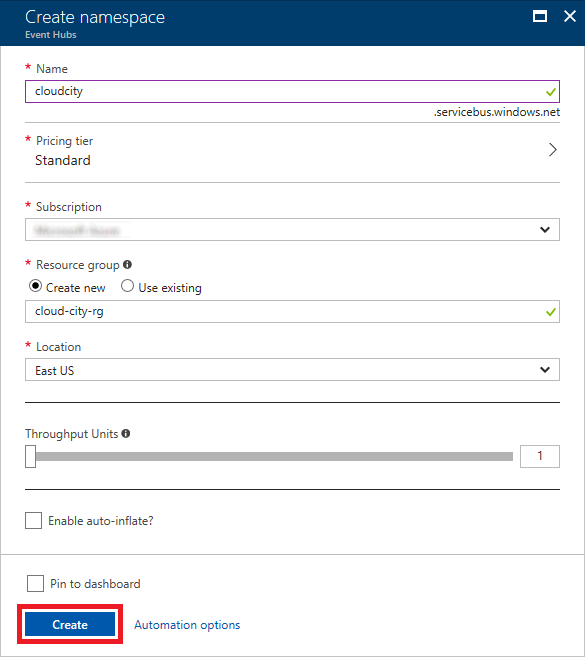 Create namespace
Event Hubs
* Name
cloudcity
.servicebus.windows.net
* Pricing tier
Standard
* Subscription
* Resource group
Create new Use existing
cloud-city-rg
* Location
East US
Throughput Units
1
Enable auto-inflate?
Pin to dashboard
Create Automation options